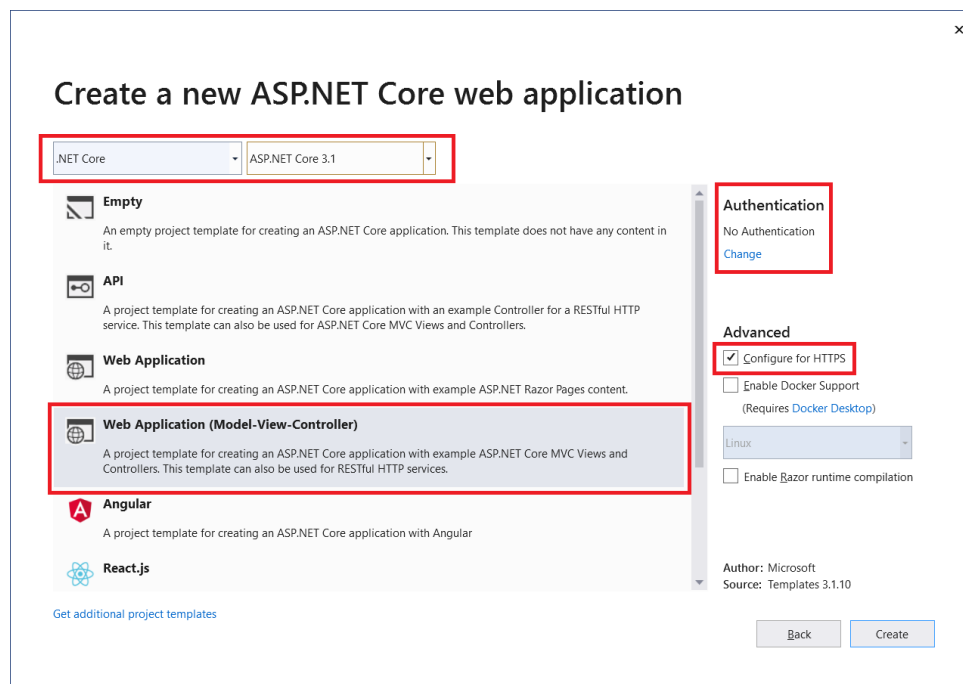 Create a new ASP.NET Core web application
.NET Core
ASP.NET Core 3.1
Empty
An empty project template for creating an ASP.NET Core application. This template does not have any content in
it.
API
A project template for creating an ASP.NET Core application with an example Controller for a RESTful HTTP
service. This template can also be used for ASP.NET Core MVC Views and Controllers.
Web Application
A project template for creating an ASP.NET Core application with example ASP.NET Razor Pages content.
Web Application (Model-View-Controller)
A project template for creating an ASP.NET Core application with example ASP.NET Core MVC Views and
Controllers. This template can also be used for RESTful HTTP services.
Angular
A project template for creating an ASP.NET Core application with Angular
React.js
Get additional project templates
Authentication
No Authentication
Change
Advanced
Configure for HTTPS
Enable Docker Support
(Requires Docker Desktop)
Linux
Enable Razor runtime compilation
Author: Microsoft
Source: Templates 3.1.10
Back
Create